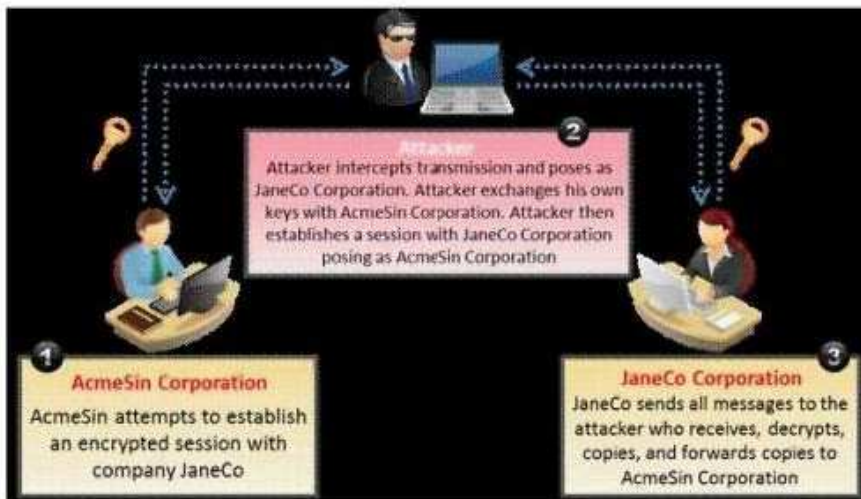 2
Attacker
Attacker intercepts transmission and poses as
JaneCo Corporation. Attacker exchanges his own
keys with AcmeSin Corporation. Attacker then
establishes a session with JaneCo Corporation
posing as AcmeSin Corporation
1
AcmeSin Corporation
AcmeSin attempts to establish
an encrypted session with
company JaneCo
3
JaneCo Corporation
JaneCo sends all messages to the
attacker who receives, decrypts,
copies, and forwards copies to
AcmeSin Corporation